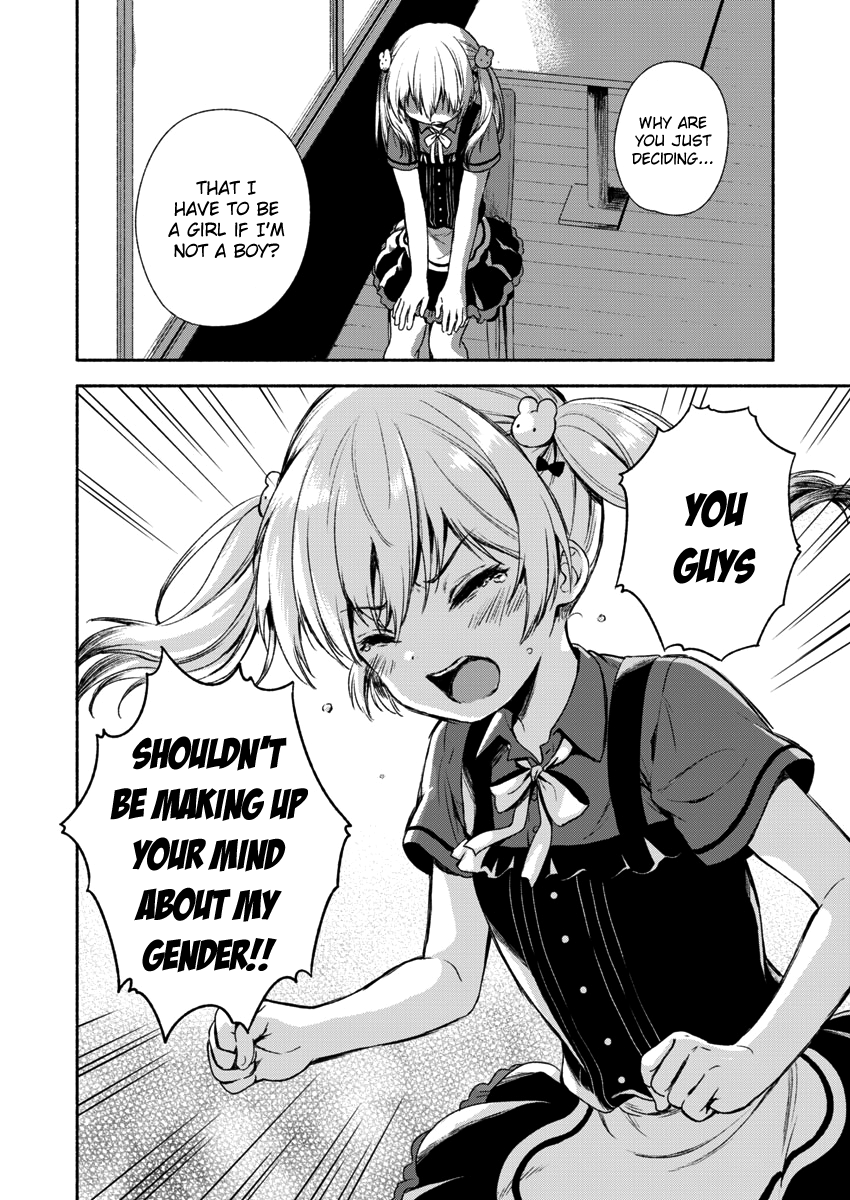 WHY ARE
YOU JUST
DECIDING...
THAT I
HAVE TO BE
A GIRL IF I'M
NOT A BOY?
YOU
GUYS
SHOULDN'T
BE MAKING UP
YOUR MIND
ABOUT MY
GENDER!!